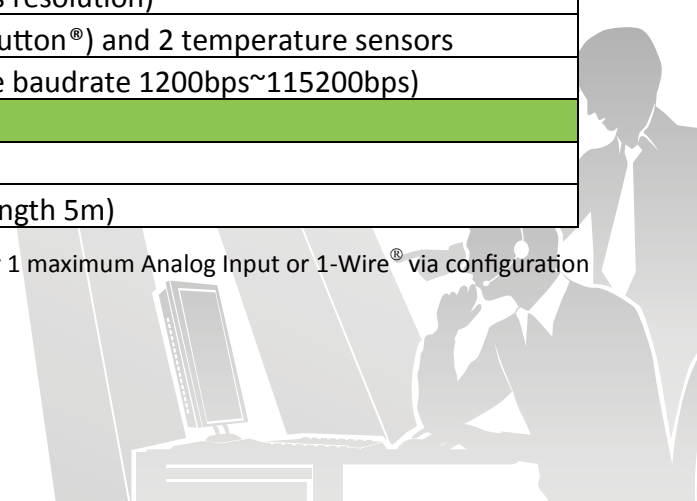 resolution)
utton®) and 2 temperature sensors
baudrate 1200bps~115200bps)
ngth 5m)
1 maximum Analog Input or 1-Wire® via configuration